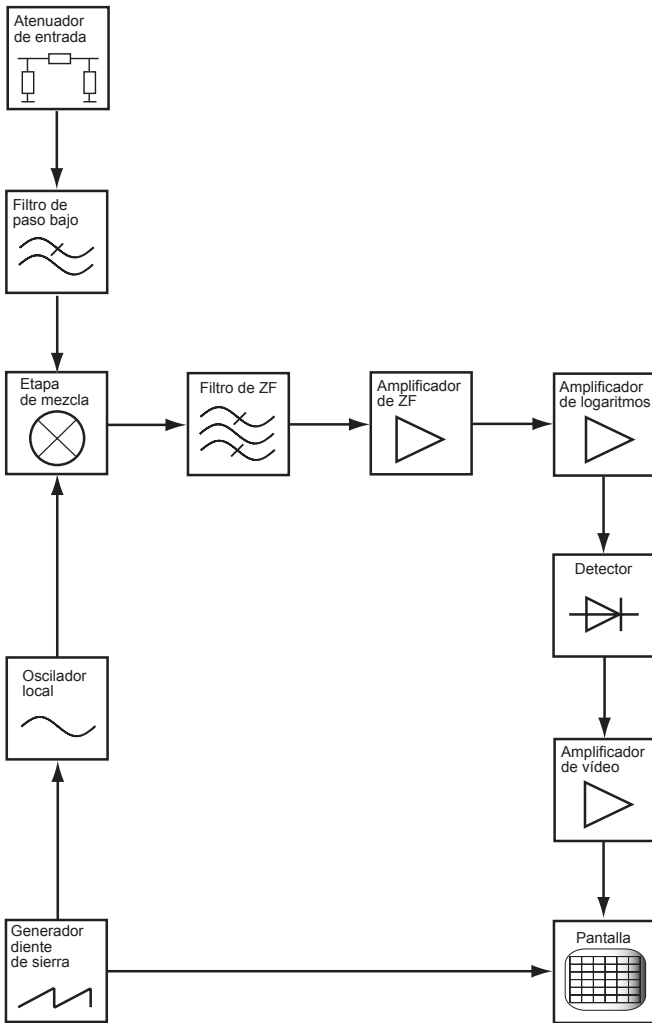 Atenuador
de entrada
Filtro de
paso bajo
Etapa
de mezcla
Filtro de ZF
Amplificador
de ZF
Amplificador
de logaritmos
Detector
Oscilador
local
Amplificador
de vídeo
Generador
diente
de sierra
Pantalla